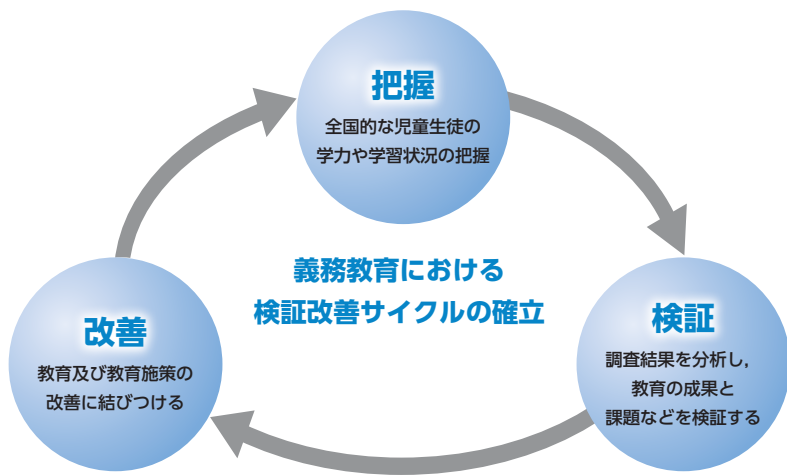 把握
全国的な児童生徒の
学力や学習状況の把握
義務教育における
検証改善サイクルの確立
検証
調査結果を分析し,
教育の成果と
課題などを検証する
改善
教育及び教育施策の
改善に結びつける